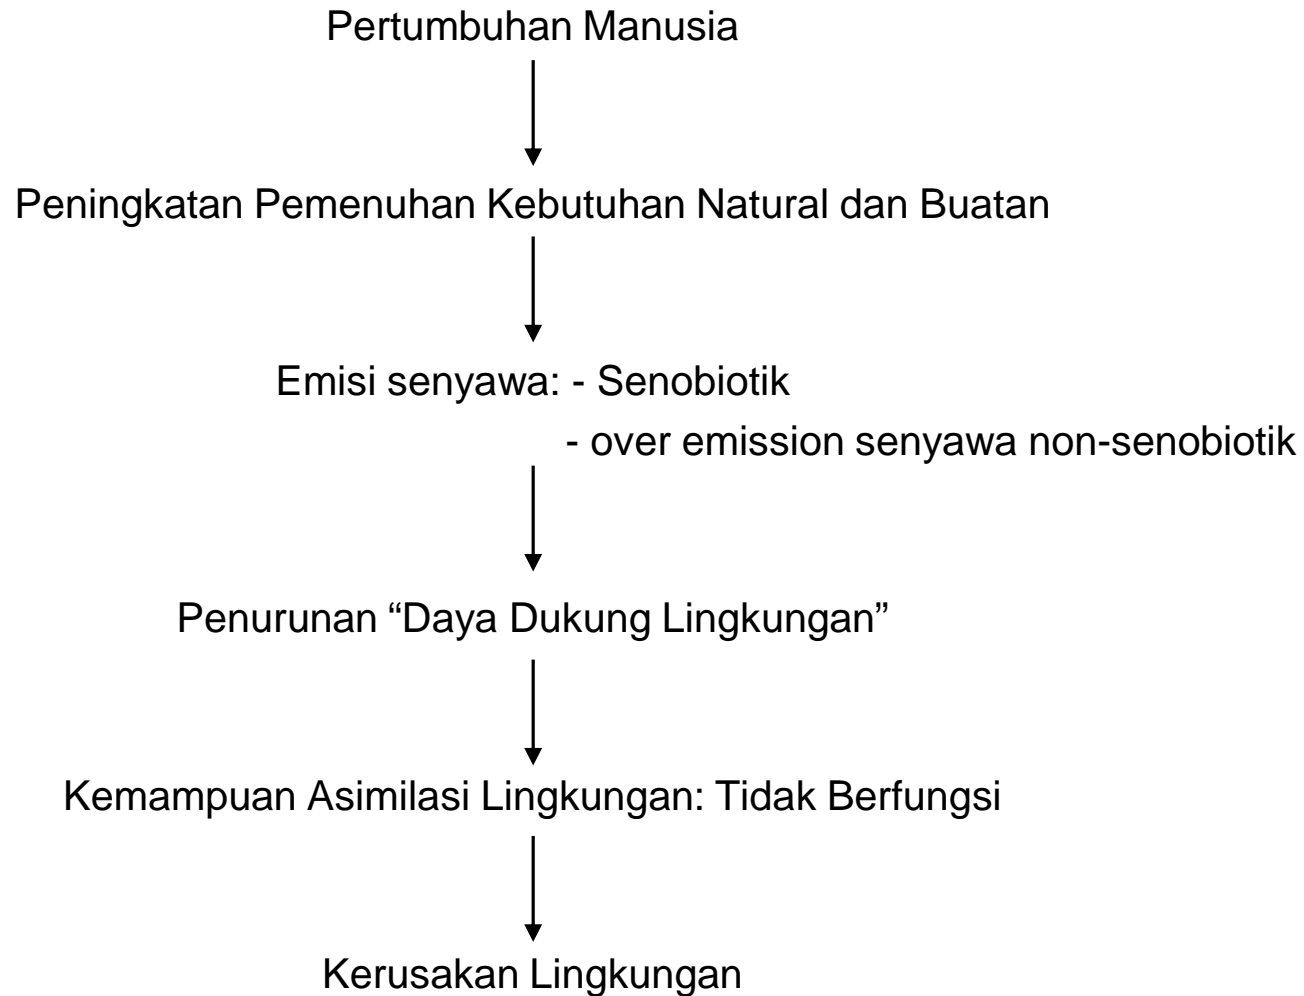 Pertumbuhan Manusia
Peningkatan Pemenuhan Kebutuhan Natural dan Buatan
Emisi senyawa: - Senobiotik
- over emission senyawa non-senobiotik
Penurunan “Daya Dukung Lingkungan”
Kemampuan Asimilasi Lingkungan: Tidak Berfungsi
Kerusakan Lingkungan